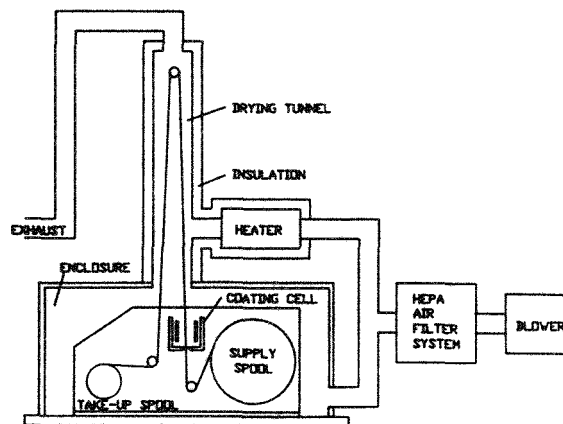 DRYING TUNNEL
INSULATION
EXHAUST
HEATER
ENCLOSURE
COATING CELL
HEPA
AIR
FILTER
SYSTEM
BLOWER
SUPPLY
SPOOL
TAKE-UP SPOOL